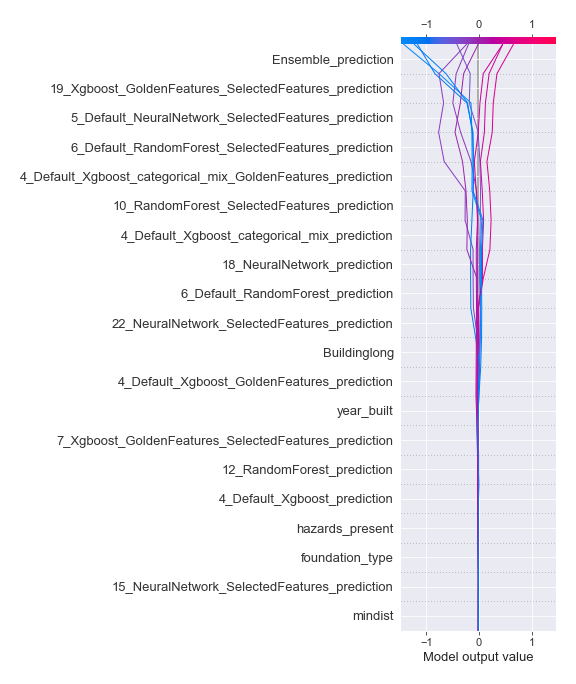 −1 0 1
Ensemble_prediction
19_Xgboost_GoldenFeatures_SelectedFeatures_prediction
5_Default_NeuralNetwork_SelectedFeatures_prediction
6_Default_RandomForest_SelectedFeatures_prediction
4_Default_Xgboost_categorical_mix_GoldenFeatures_prediction
10_RandomForest_SelectedFeatures_prediction
4_Default_Xgboost_categorical_mix_prediction
18_NeuralNetwork_prediction
6_Default_RandomForest_prediction
22_NeuralNetwork_SelectedFeatures_prediction
Buildinglong
4_Default_Xgboost_GoldenFeatures_prediction
year_built
7_Xgboost_GoldenFeatures_SelectedFeatures_prediction
12_RandomForest_prediction
4_Default_Xgboost_prediction
hazards_present
foundation_type
15_NeuralNetwork_SelectedFeatures_prediction
mindist
−1 0 1
Model output value